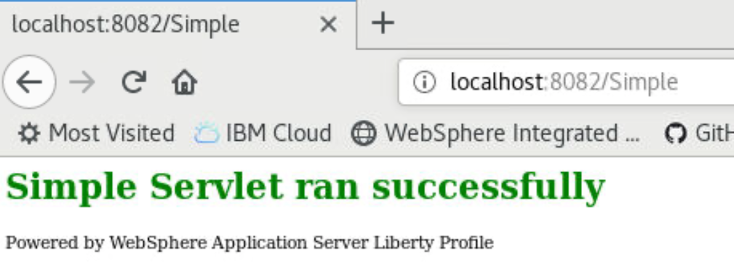 localhost:8082/Simple
localhost:8082/Simple
Most Visited IBM Cloud WebSphere Integrated ... GitH
Simple Servlet ran successfully
Powered by WebSphere Application Server Liberty Profile